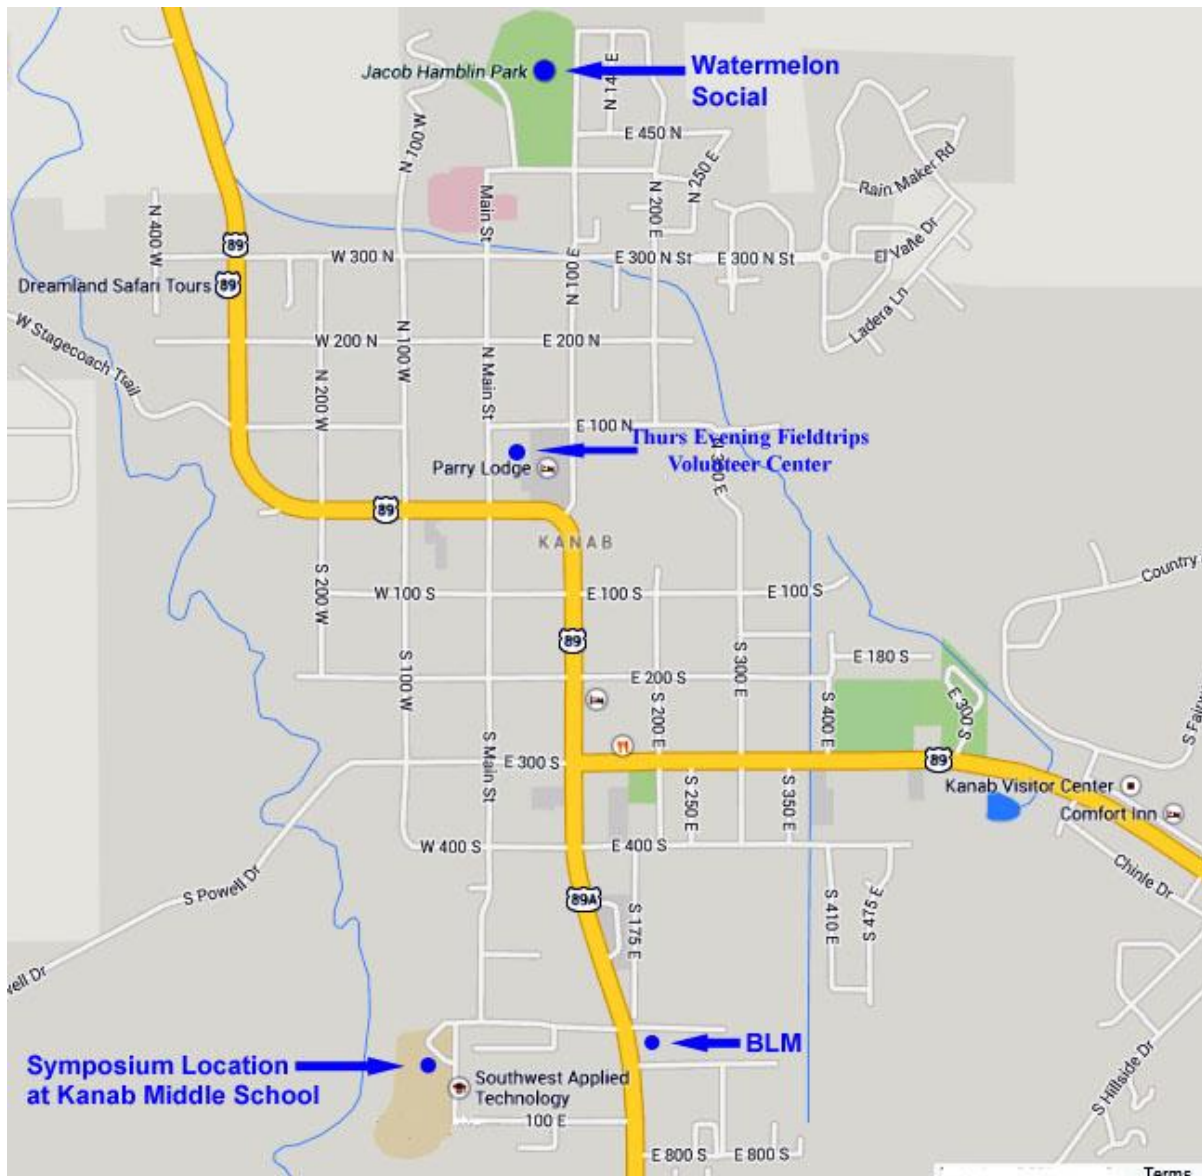 Jacob Hamblin Park
Watermelon
Social
N 100 W
E 450 N
N 250 E
Rain Maker Rd
N 400 W
Main St
N 200 E
89
W 300 N
N 100 E
E 300 N St
E 300 N St
El Vane Dr
Dreamland Safari Tours
89
Ladera Ln
W Stagecoach Trail
W 200 N
E 200 N
N 200 W
N 100 W
N Main St
E 100 N
Thurs Evening Fieldtrips
Volunteer Center
N 300 E
Parry Lodge
89
KANAB
S 200 W
W 100 S
E 100 S
E 100 S
Country
89
S 100 W
S 300 E
E 180 S
E 200 S
S 200 E
S 400 E
E 300 S
S Main St
E 300 S
89
S Fairw
Kanab Visitor Center
Comfort Inn
S 250 E
S 350 E
W 400 S
E 400 S
Chinle Dr
S Powell Dr
89A
S 175 E
S 410 E
S 475 E
well Dr
Symposium Location
at Kanab Middle School
BLM
Southwest Applied
Technology
100 E
S Hillside Dr
E 800 S
E 800 S
Terms